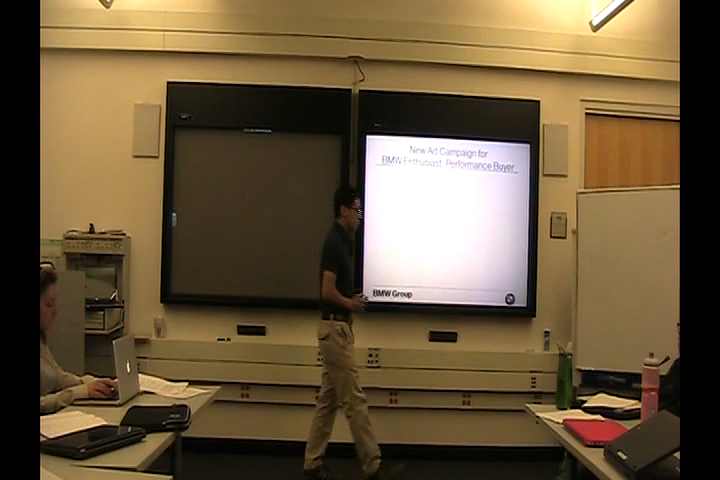 New Ad Campaign for
BMW Enthusiast: Performance Buyer
BMW Group